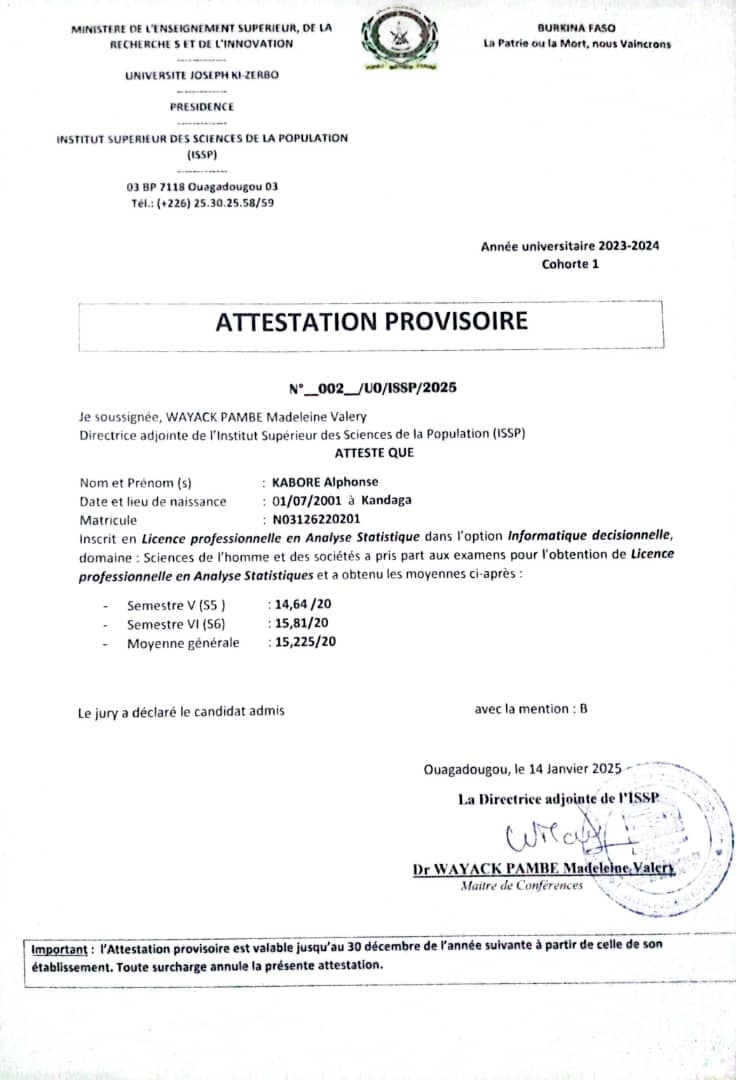 MINISTERE DE L'ENSEIGNEMENT SUPERIEUR, DE LA
RECHERCHE S ET DE L'INNOVATION
------------
UNIVERSITE JOSEPH KI-ZERBO
------------
PRESIDENCE
------------
INSTITUT SUPERIEUR DES SCIENCES DE LA POPULATION
(ISSP)
------------
03 BP 7118 Ouagadougou 03
Tél.: (+226) 25.30.25.58/59
BURKINA FASO
La Patrie ou la Mort, nous Vaincrons
Année universitaire 2023-2024
Cohorte 1
ATTESTATION PROVISOIRE
N°__002__/UO/ISSP/2025
Je soussignée, WAYACK PAMBE Madeleine Valery
Directrice adjointe de l'Institut Supérieur des Sciences de la Population (ISSP)
ATTESTE QUE
Nom et Prénom (s) : KABORE Alphonse
Date et lieu de naissance : 01/07/2001 à Kandaga
Matricule : N03126220201
Inscrit en Licence professionnelle en Analyse Statistique dans l'option Informatique decisionnelle,
domaine : Sciences de l'homme et des sociétés a pris part aux examens pour l'obtention de Licence
professionnelle en Analyse Statistiques et a obtenu les moyennes ci-après :
- Semestre V (S5 ) : 14,64 /20
- Semestre VI (S6) : 15,81/20
- Moyenne générale : 15,225/20
Le jury a déclaré le candidat admis avec la mention : B
Ouagadougou, le 14 Janvier 2025
La Directrice adjointe de l'ISSP
Dr WAYACK PAMBE Madeleine Valery
Maitre de Conférences
Important : l'Attestation provisoire est valable jusqu'au 30 décembre de l'année suivante à partir de celle de son
établissement. Toute surcharge annule la présente attestation.